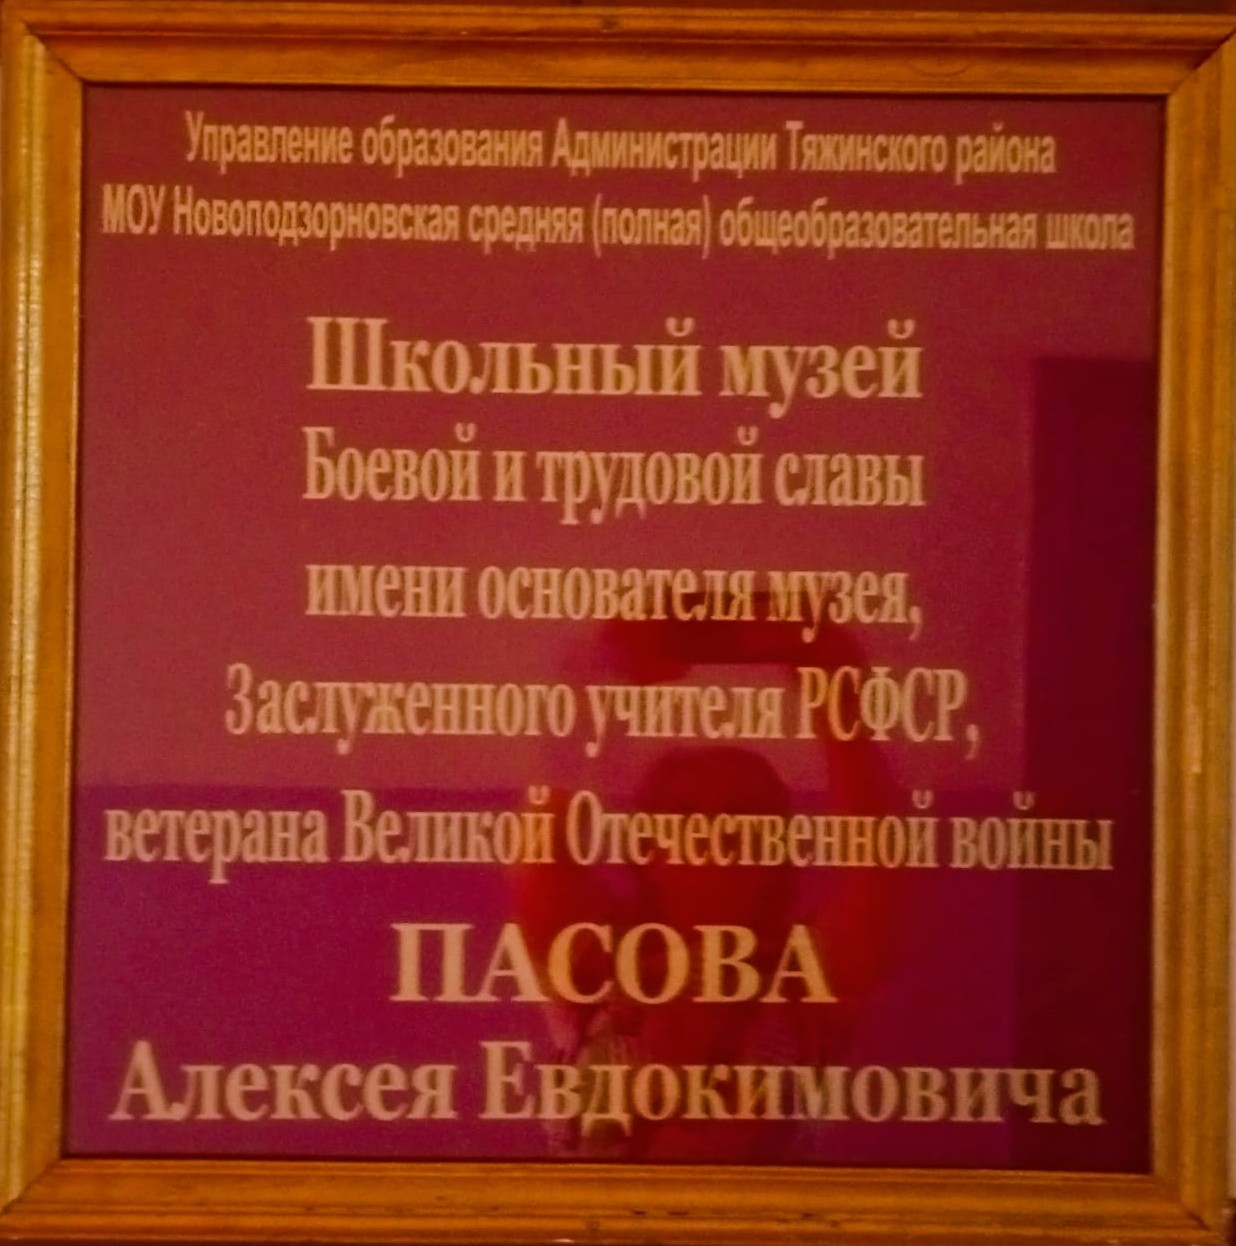 Управление образования Администрации Тяжинского района
МОУ Новоподзорновская средняя (полная) общеобразовательная школа
Школьный музей
Боевой и трудовой славы
имени основателя музея,
Заслуженного учителя РСФСР,
ветерана Великой Отечественной войны
ПАСОВА
Алексея Евдокимовича